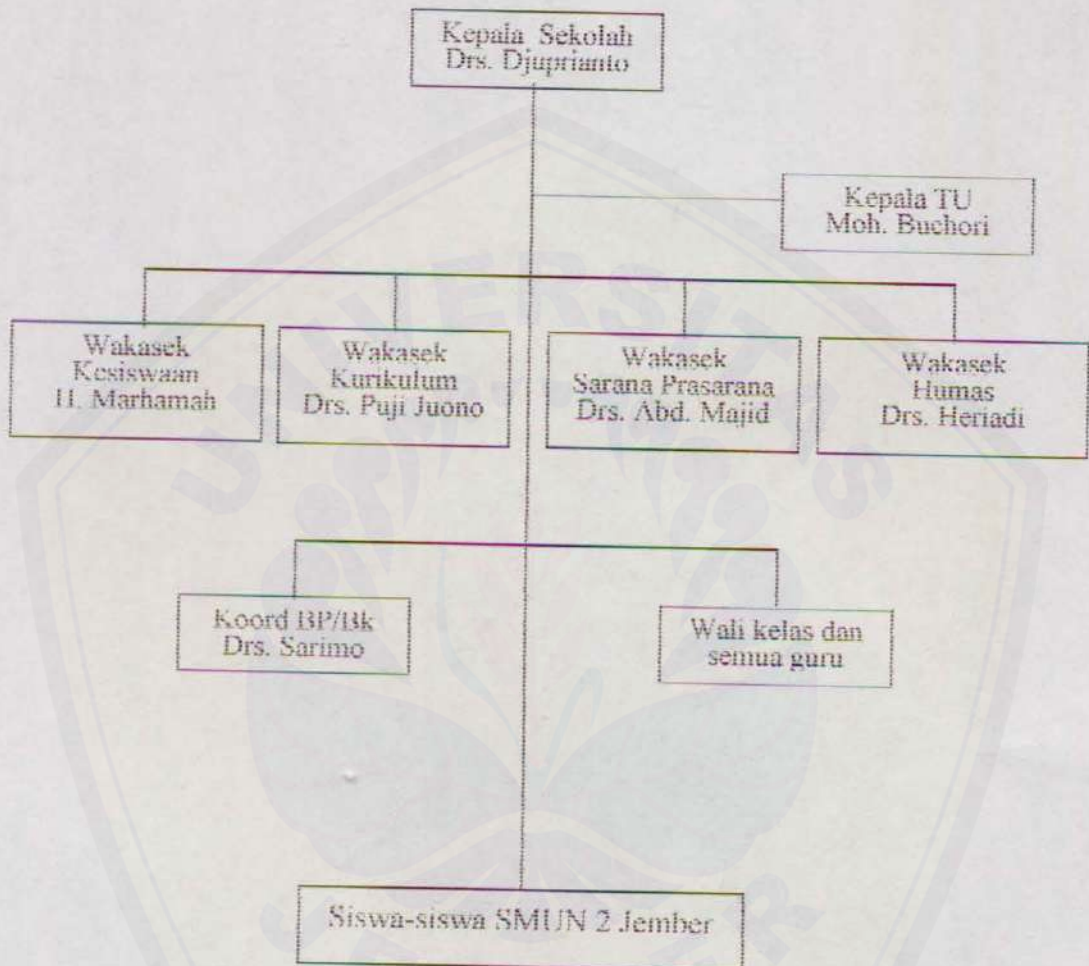 Kepala Sekolah
Drs. Djuprianto
Kepala TU
Moh. Buchori
Wakasek
Kesiswaan
H. Marhamah
Wakasek
Kurikulum
Drs. Puji Juono
Wakasek
Sarana Prasarana
Drs. Abd. Majid
Wakasek
Humas
Drs. Heriadi
Koord BP/Bk
Drs. Sarimo
Wali kelas dan
semua guru
Siswa-siswa SMUN 2 Jember
UNIVERSITAS